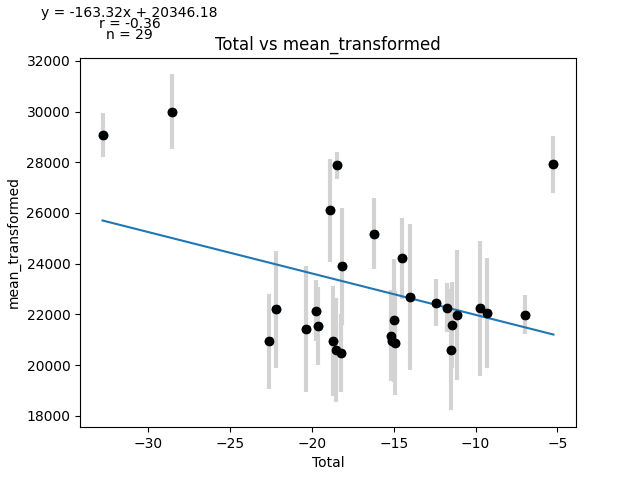 y = -163.32x + 20346.18
r = -0.36
n = 29
Total vs mean_transformed
32000
30000
28000
26000
24000
22000
20000
18000
mean_transformed
−30
−25
−20
−15
−10
−5
Total